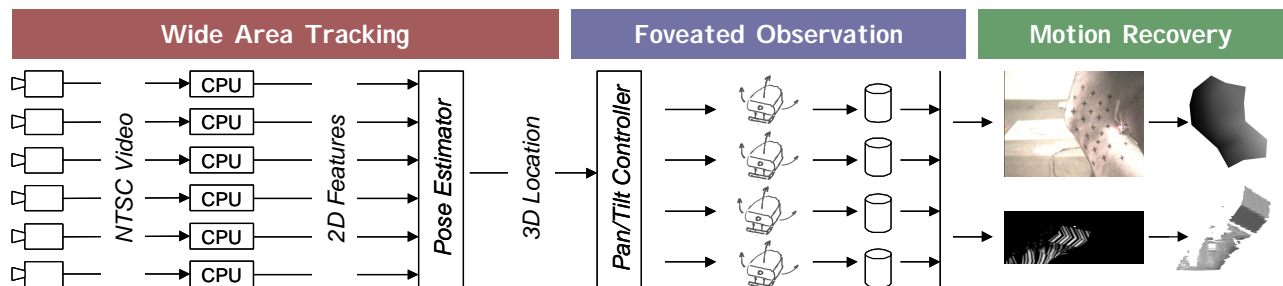 Wide Area Tracking
Foveated Observation
Motion Recovery
NTSC Video
CPU
CPU
CPU
CPU
CPU
CPU
2D Features
Pose Estimator
3D Location
Pan/Tilt Controller